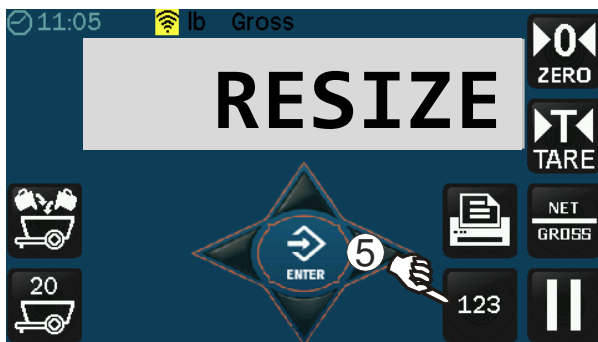 11:05 lb Gross
RESIZE
0
ZERO
T
TARE
NET
GROSS
ENTER
5
20
123